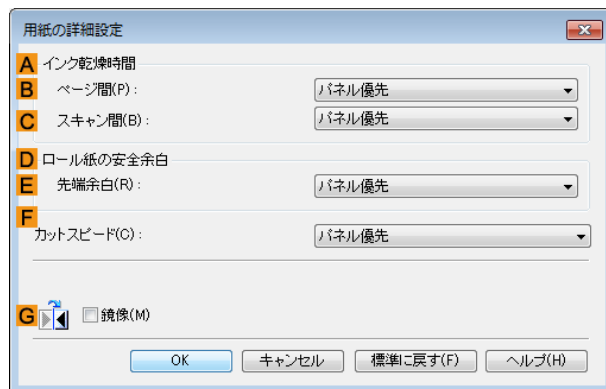 用紙の詳細設定
A インク乾燥時間
B ページ間(P) : パネル優先
C スキャン間(B) : パネル優先
D ロール紙の安全余白
E 先端余白(R) : パネル優先
F
カットスピード(C) : パネル優先
G 鏡像(M)
OK キャンセル 標準に戻す(F) ヘルプ(H)